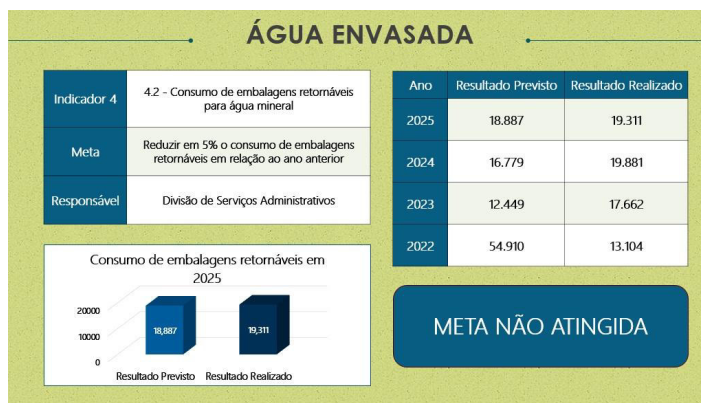 ÁGUA ENVASADA
Indicador 4
4.2 - Consumo de embalagens retornáveis
para água mineral
Meta
Reduzir em 5% o consumo de embalagens
retornáveis em relação ao ano anterior
Responsável
Divisão de Serviços Administrativos
Ano Resultado Previsto Resultado Realizado
2025 18.887 19.311
2024 16.779 19.881
2023 12.449 17.662
2022 54.910 13.104
Consumo de embalagens retornáveis em
2025
20000
10000
0
18,887
19,311
Resultado Previsto Resultado Realizado
META NÃO ATINGIDA